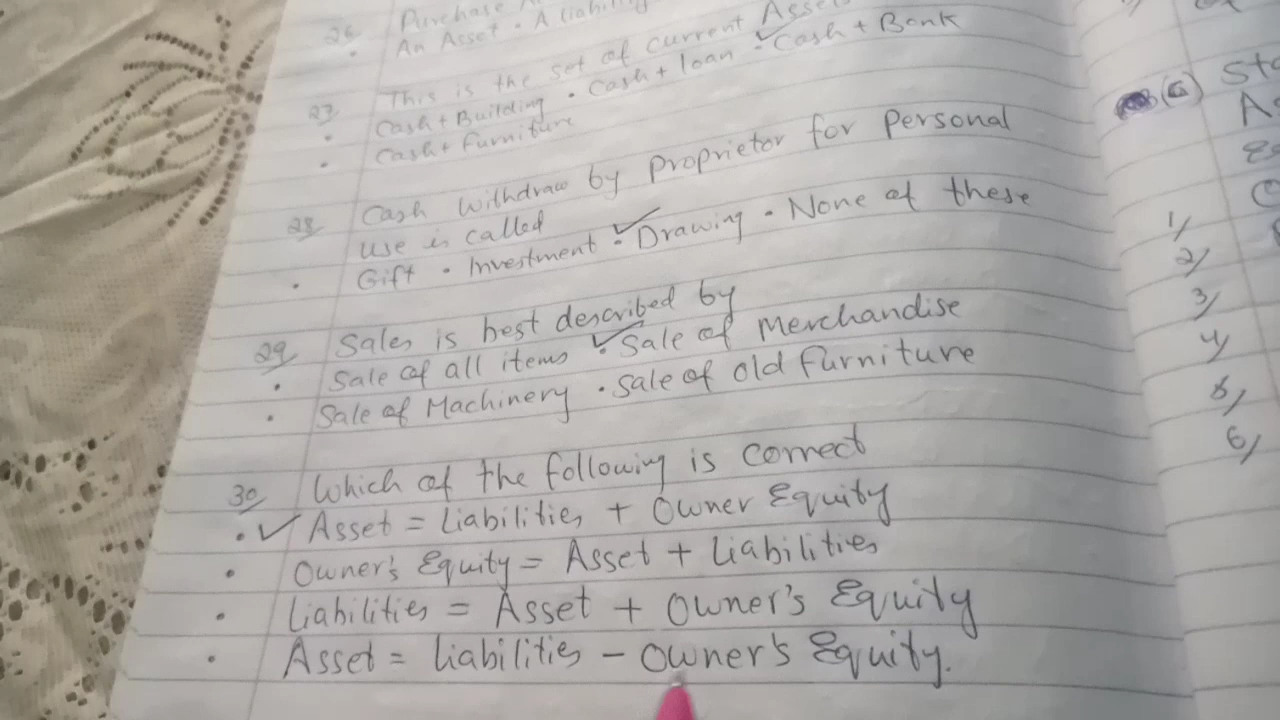 26 Purchase
An Asset • A liability
27 This is the set of current Assets
• Cash + Building • Cash + loan • Cash + Bank
• Cash + Furniture
28 Cash withdraw by Proprietor for Personal
use is called
• Gift • Investment • Drawing • None of these
29 Sales is best described by
• Sale of all items • Sale of Merchandise
• Sale of Machinery • Sale of old furniture
30 Which of the following is correct
• Asset = Liabilities + Owner Equity
• Owner's Equity = Asset + Liabilities
• Liabilities = Asset + Owner's Equity
• Asset = Liabilities - Owner's Equity.
(G)
1/
2/
3/
4/
5/
6/